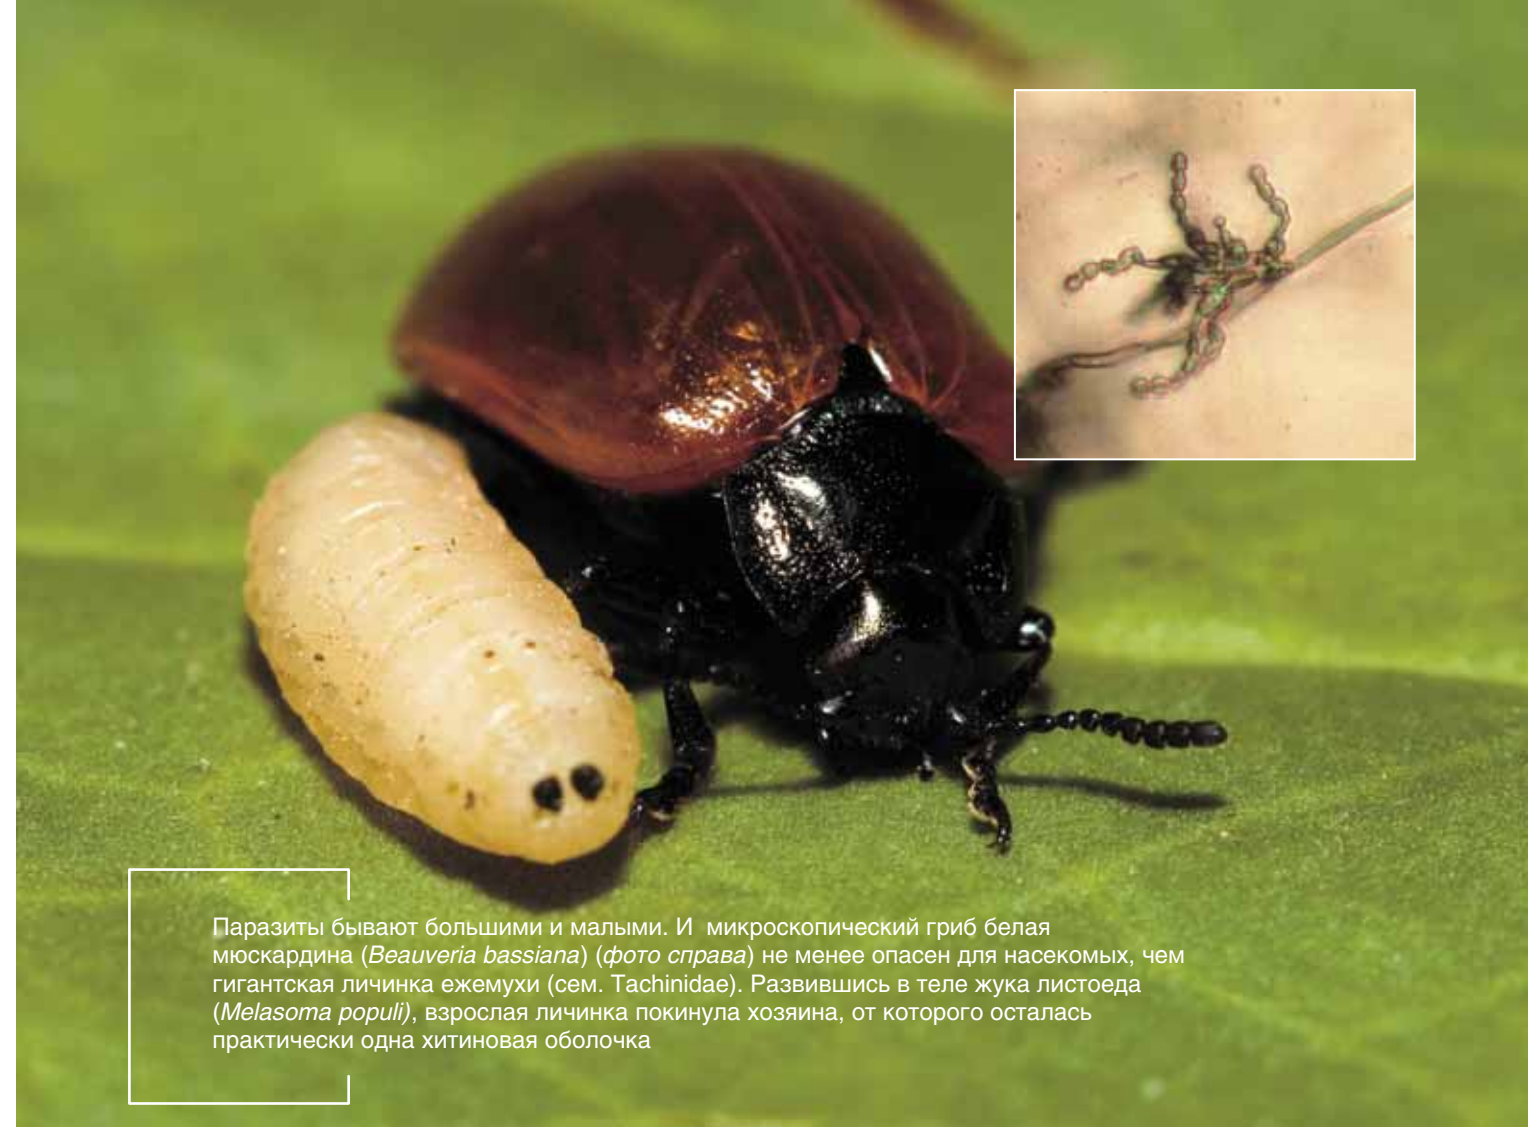 Паразиты бывают большими и малыми. И  микроскопический гриб белая
мюскардина (Beauveria bassiana) (фото справа) не менее опасен для насекомых, чем
гигантская личинка ежемухи (сем. Tachinidae). Развившись в теле жука листоеда
(Melasoma populi), взрослая личинка покинула хозяина, от которого осталась
практически одна хитиновая оболочка